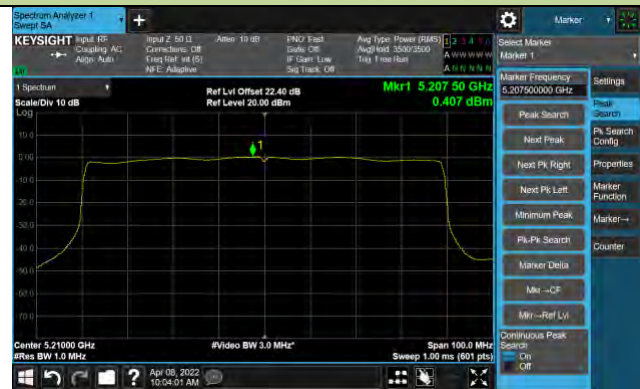 Spectrum Analyzer 1
Swept SA
+
Marker
KEYSIGHT
Input: RF
Coupling: AC
Align: Auto
Input Z: 50 Ω
Corrections: Off
Freq Ref: Int (S)
NFE: Adaptive
Atten: 10 dB
PNO: Fast
Gate: Off
IF Gain: Low
Sig Track: Off
Avg Type: Power (RMS)
Avg|Hold: 3500/3500
Trig: Free Run
1 2 3 4 5 6
A W W W W W
A N N N N N
Select Marker
Marker 1
1 Spectrum
Scale/Div 10 dB
Log
Ref Lvl Offset 22.40 dB
Ref Level 20.00 dBm
Mkr1 5.207 50 GHz
0.407 dBm
Marker Frequency
5.207500000 GHz
Settings
Peak Search
Peak
Search
Next Peak
Pk Search
Config
Next Pk Right
Properties
Next Pk Left
Marker
Function
Minimum Peak
Marker→
Pk-Pk Search
Counter
Marker Delta
Mkr→CF
Mkr→Ref Lvl
Continuous Peak
Search
On
Off
10.0
0.00
-10.0
-20.0
-30.0
-40.0
-50.0
-60.0
-70.0
1
Center 5.21000 GHz
#Res BW 1.0 MHz
#Video BW 3.0 MHz*
Span 100.0 MHz
Sweep 1.00 ms (601 pts)
?
Apr 08, 2022
10:04:01 AM